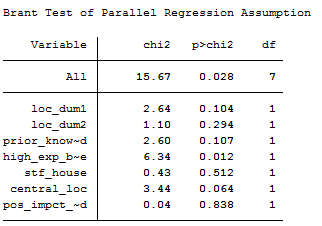 Brant Test of Parallel Regression Assumption
Variable chi2 p>chi2 df
All 15.67 0.028 7
loc_dum1 2.64 0.104 1
loc_dum2 1.10 0.294 1
prior_know~d 2.60 0.107 1
high_exp_b~e 6.34 0.012 1
stf_house 0.43 0.512 1
central_loc 3.44 0.064 1
pos_impct_~d 0.04 0.838 1